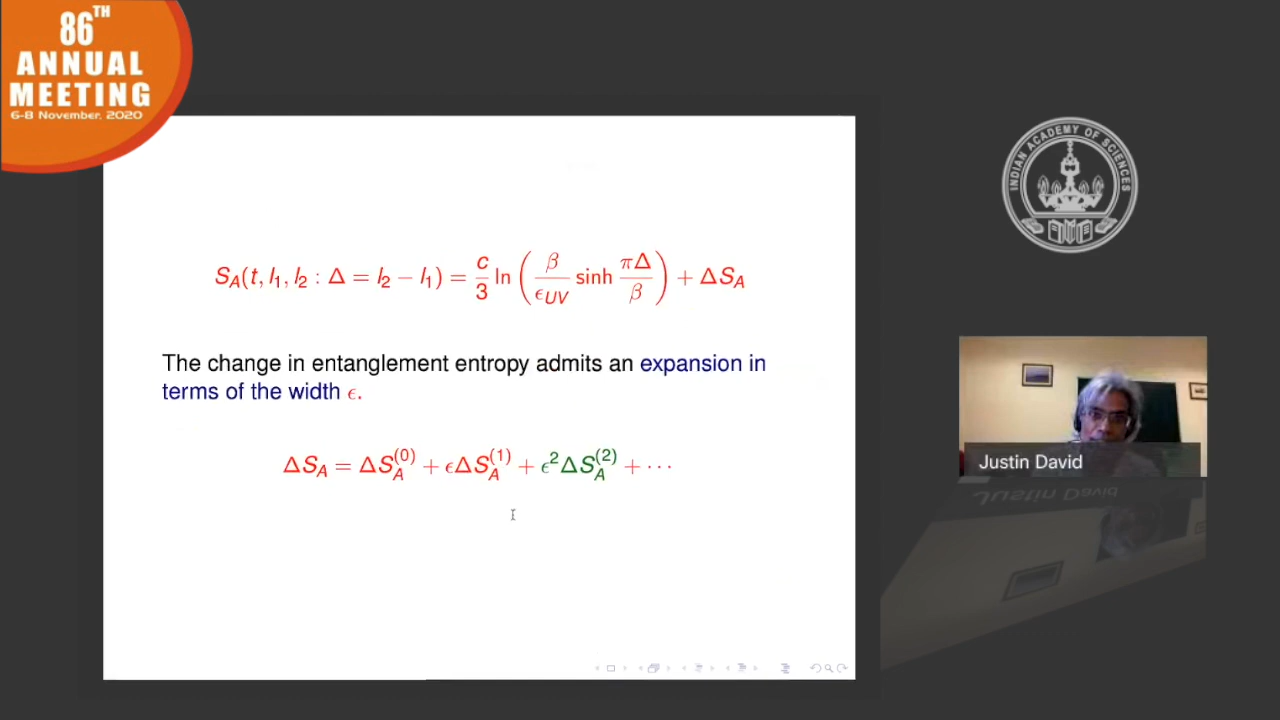 86TH
ANNUAL
MEETING
6-8 November, 2020
INDIAN ACADEMY OF SCIENCES
S_A(t, l_1, l_2 : Δ = l_2 − l_1) = c/3 ln (β/ϵ_UV sinh πΔ/β) + ΔS_A
The change in entanglement entropy admits an expansion in
terms of the width ϵ.
ΔS_A = ΔS_A^(0) + ϵΔS_A^(1) + ϵ^2ΔS_A^(2) + ⋯
Justin David
Justin David